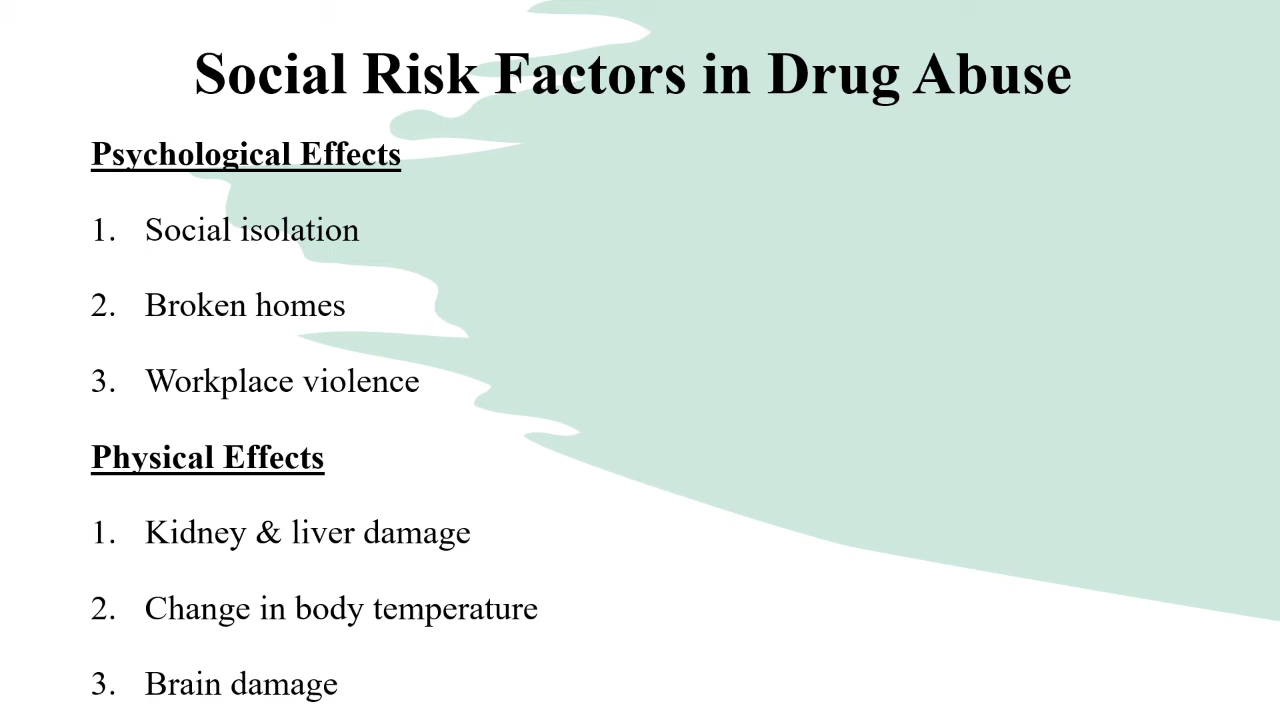 Social Risk Factors in Drug Abuse
Psychological Effects
1. Social isolation
2. Broken homes
3. Workplace violence
Physical Effects
1. Kidney & liver damage
2. Change in body temperature
3. Brain damage